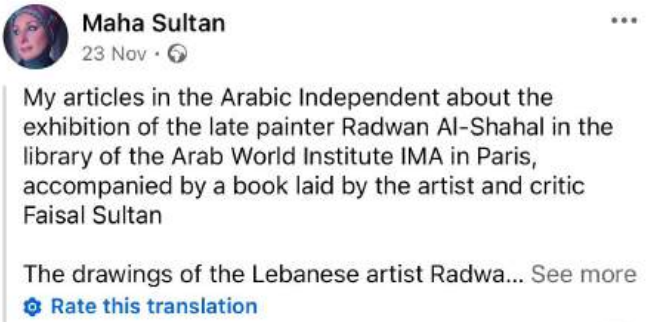 Maha Sultan
23 Nov ·
My articles in the Arabic Independent about the
exhibition of the late painter Radwan Al-Shahal in the
library of the Arab World Institute IMA in Paris,
accompanied by a book laid by the artist and critic
Faisal Sultan
The drawings of the Lebanese artist Radwa... See more
Rate this translation